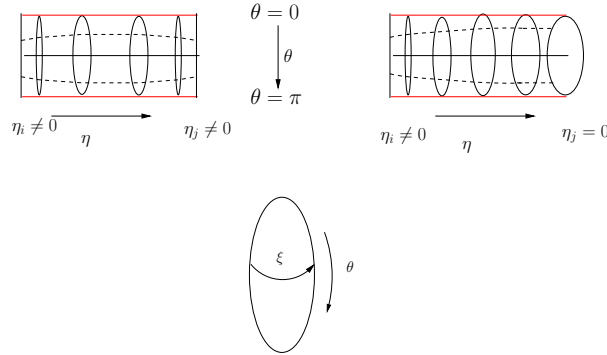 θ = 0
θ
θ = π
η_i ≠ 0
η
η_j ≠ 0
η_i ≠ 0
η
η_j = 0
ξ
θ